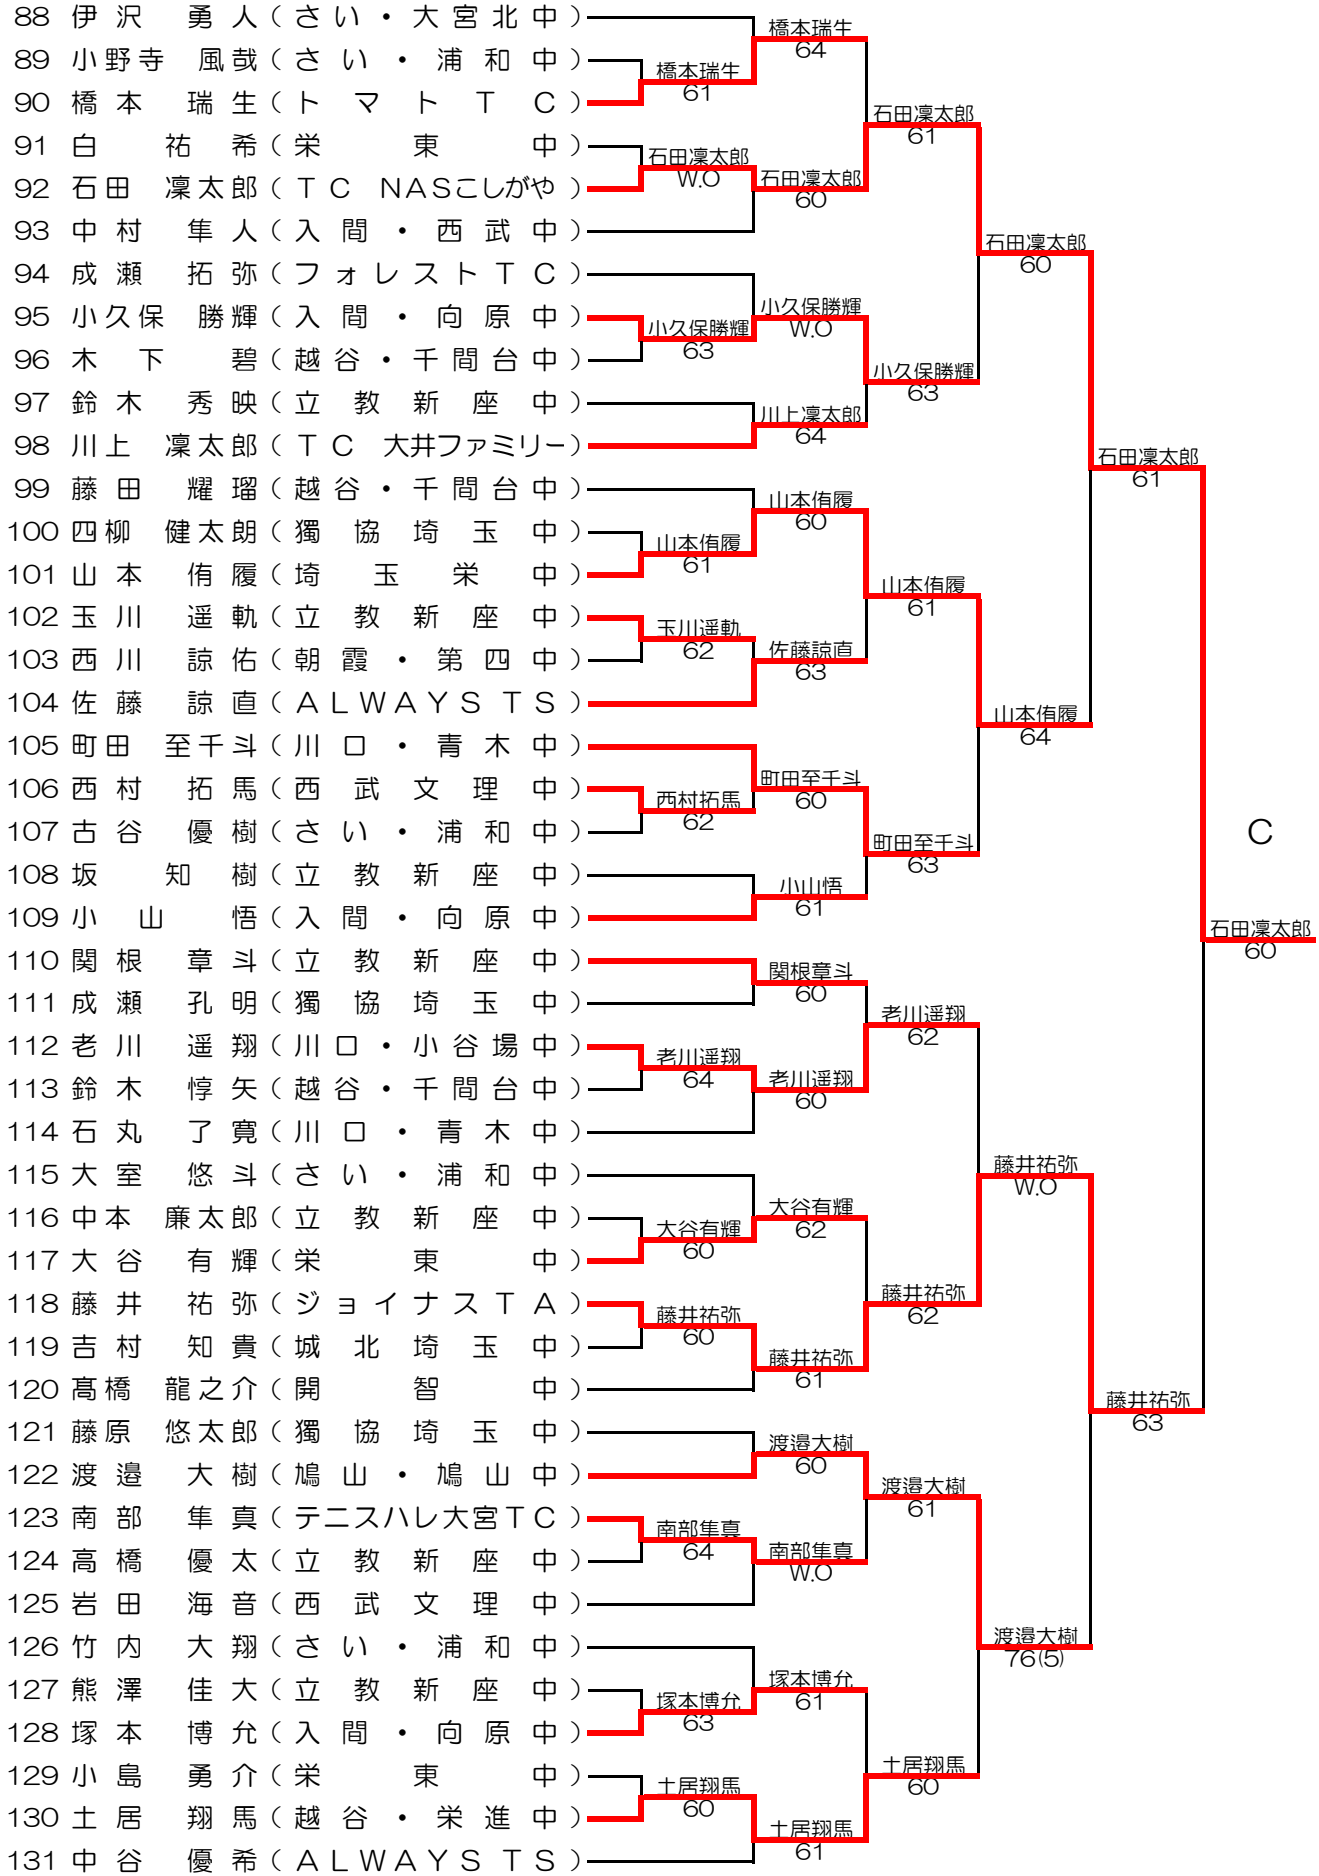 88 伊沢 勇人(さい・大宮北中)
89 小野寺 風哉(さい・浦和中)
90 橋本 瑞生(トマトTC)
91 白 祐希(栄東中)
92 石田 凜太郎(TC NASこしがや)
93 中村 隼人(入間・西武中)
94 成瀬 拓弥(フォレストTC)
95 小久保 勝輝(入間・向原中)
96 木下 碧(越谷・千間台中)
97 鈴木 秀映(立教新座中)
98 川上 凜太郎(TC 大井ファミリー)
99 藤田 耀瑠(越谷・千間台中)
100 四柳 健太朗(獨協埼玉中)
101 山本 侑履(埼玉栄中)
102 玉川 遥軌(立教新座中)
103 西川 諒佑(朝霞・第四中)
104 佐藤 諒直(ALWAYS TS)
105 町田 至千斗(川口・青木中)
106 西村 拓馬(西武文理中)
107 古谷 優樹(さい・浦和中)
108 坂 知樹(立教新座中)
109 小山 悟(入間・向原中)
110 関根 章斗(立教新座中)
111 成瀬 孔明(獨協埼玉中)
112 老川 遥翔(川口・小谷場中)
113 鈴木 惇矢(越谷・千間台中)
114 石丸 了寛(川口・青木中)
115 大室 悠斗(さい・浦和中)
116 中本 廉太郎(立教新座中)
117 大谷 有輝(栄東中)
118 藤井 祐弥(ジョイナスTA)
119 吉村 知貴(城北埼玉中)
120 髙橋 龍之介(開智中)
121 藤原 悠太郎(獨協埼玉中)
122 渡邉 大樹(鳩山・鳩山中)
123 南部 隼真(テニスハレ大宮TC)
124 高橋 優太(立教新座中)
125 岩田 海音(西武文理中)
126 竹内 大翔(さい・浦和中)
127 熊澤 佳大(立教新座中)
128 塚本 博允(入間・向原中)
129 小島 勇介(栄東中)
130 土居 翔馬(越谷・栄進中)
131 中谷 優希(ALWAYS TS)
橋本瑞生
61
石田凜太郎
W.O
小久保勝輝
63
山本侑履
61
玉川遥軌
62
西村拓馬
62
老川遥翔
64
大谷有輝
60
藤井祐弥
60
南部隼真
64
塚本博允
63
土居翔馬
60
橋本瑞生
64
石田凜太郎
60
小久保勝輝
W.O
川上凜太郎
64
山本侑履
60
佐藤諒直
63
町田至千斗
60
小山悟
61
関根章斗
60
老川遥翔
60
大谷有輝
62
藤井祐弥
61
渡邉大樹
60
南部隼真
W.O
塚本博允
61
土居翔馬
61
石田凜太郎
61
小久保勝輝
63
山本侑履
61
町田至千斗
63
老川遥翔
62
藤井祐弥
62
渡邉大樹
61
土居翔馬
60
石田凜太郎
60
山本侑履
64
藤井祐弥
W.O
渡邉大樹
76(5)
石田凜太郎
61
藤井祐弥
63
C
石田凜太郎
60